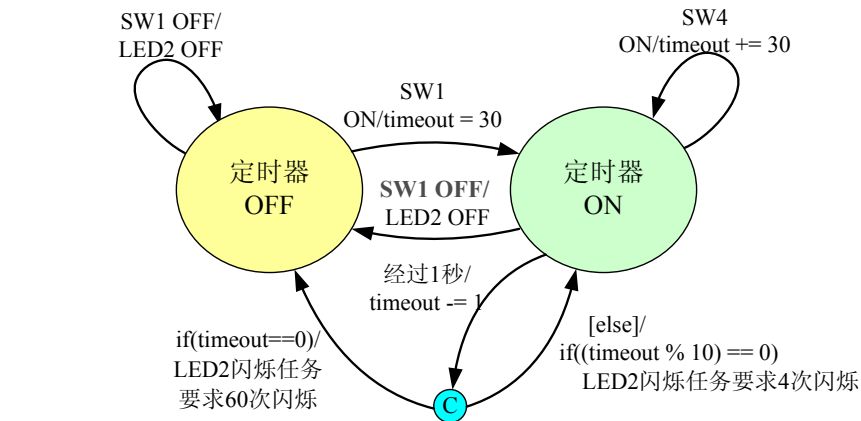 SW1 OFF/
LED2 OFF
SW4
ON/timeout += 30
SW1
ON/timeout = 30
定时器
OFF
SW1 OFF/
LED2 OFF
定时器
ON
经过1秒/
timeout -= 1
if(timeout==0)/
LED2闪烁任务
要求60次闪烁
[else]/
if((timeout % 10) == 0)
LED2闪烁任务要求4次闪烁
C